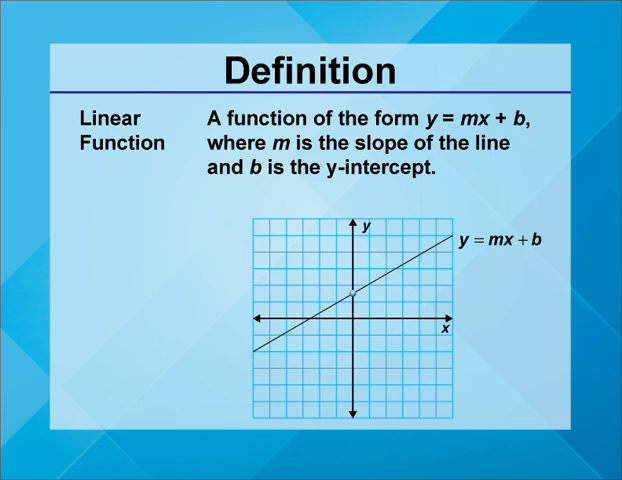 Definition
Linear
Function
A function of the form y = mx + b,
where m is the slope of the line
and b is the y-intercept.
y
y = mx + b
x